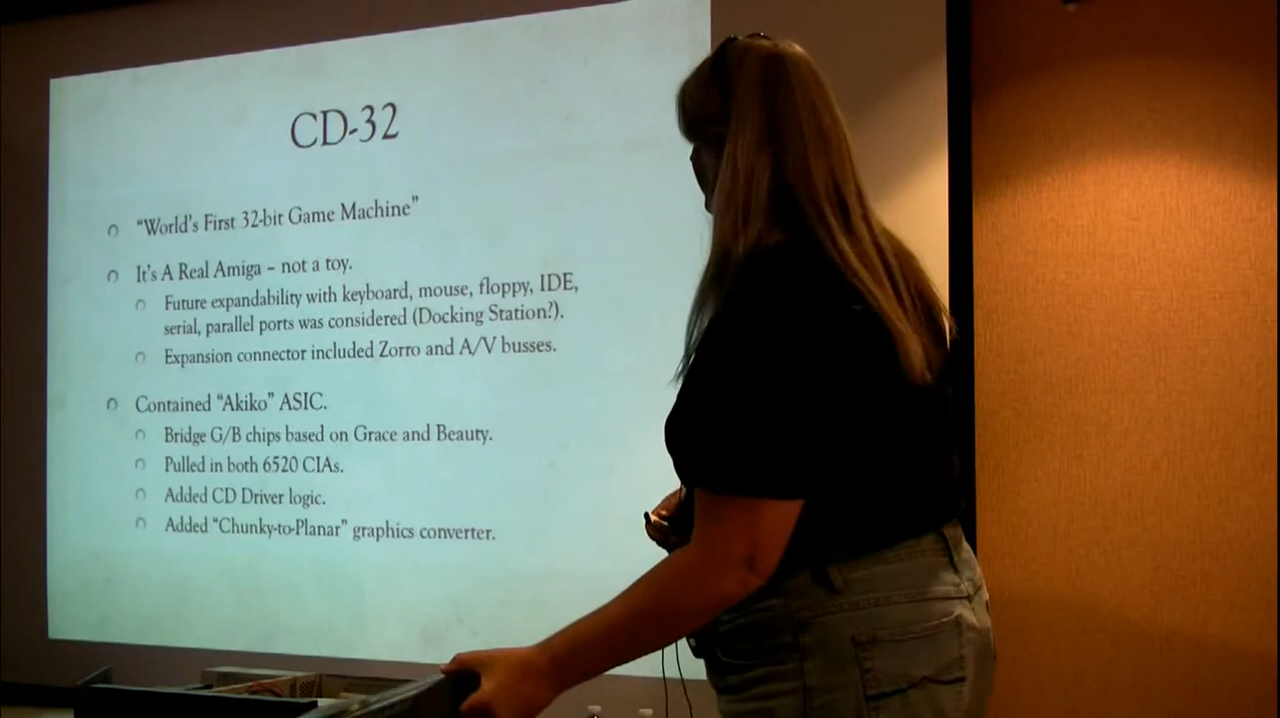 CD-32
“World’s First 32-bit Game Machine”
It’s A Real Amiga – not a toy.
Future expandability with keyboard, mouse, floppy, IDE,
serial, parallel ports was considered (Docking Station?).
Expansion connector included Zorro and A/V busses.
Contained “Akiko” ASIC.
Bridge G/B chips based on Grace and Beauty.
Pulled in both 6520 CIAs.
Added CD Driver logic.
Added “Chunky-to-Planar” graphics converter.